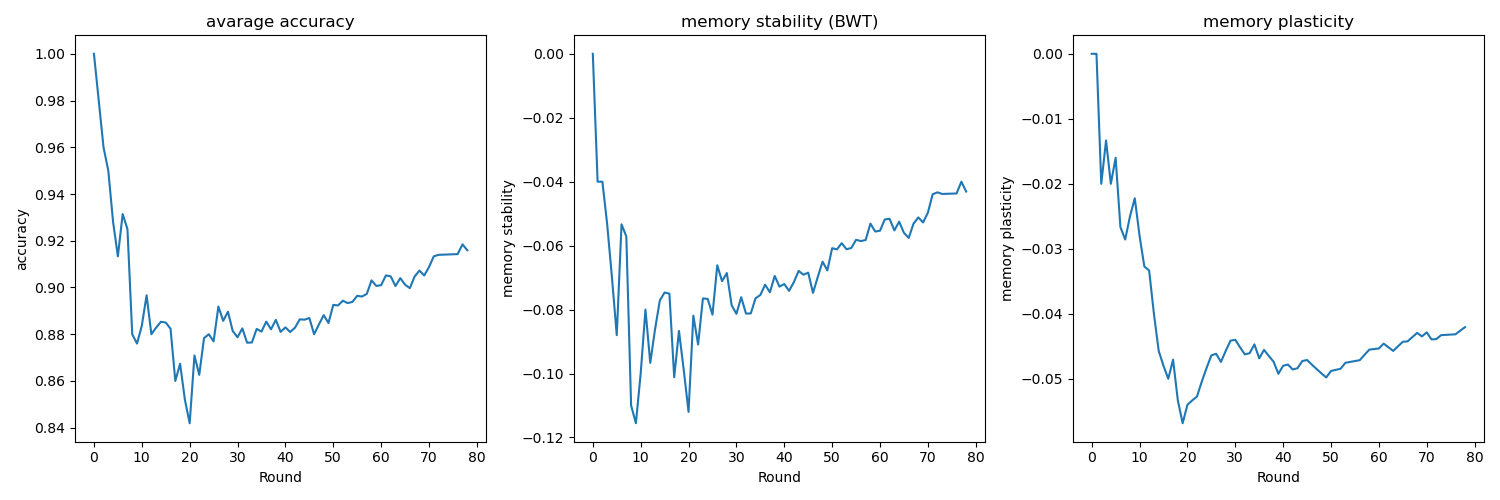 avarage accuracy
accuracy
1.00
0.98
0.96
0.94
0.92
0.90
0.88
0.86
0.84
0 10 20 30 40 50 60 70 80
Round
memory stability (BWT)
memory stability
0.00
−0.02
−0.04
−0.06
−0.08
−0.10
−0.12
0 10 20 30 40 50 60 70 80
Round
memory plasticity
memory plasticity
0.00
−0.01
−0.02
−0.03
−0.04
−0.05
0 10 20 30 40 50 60 70 80
Round